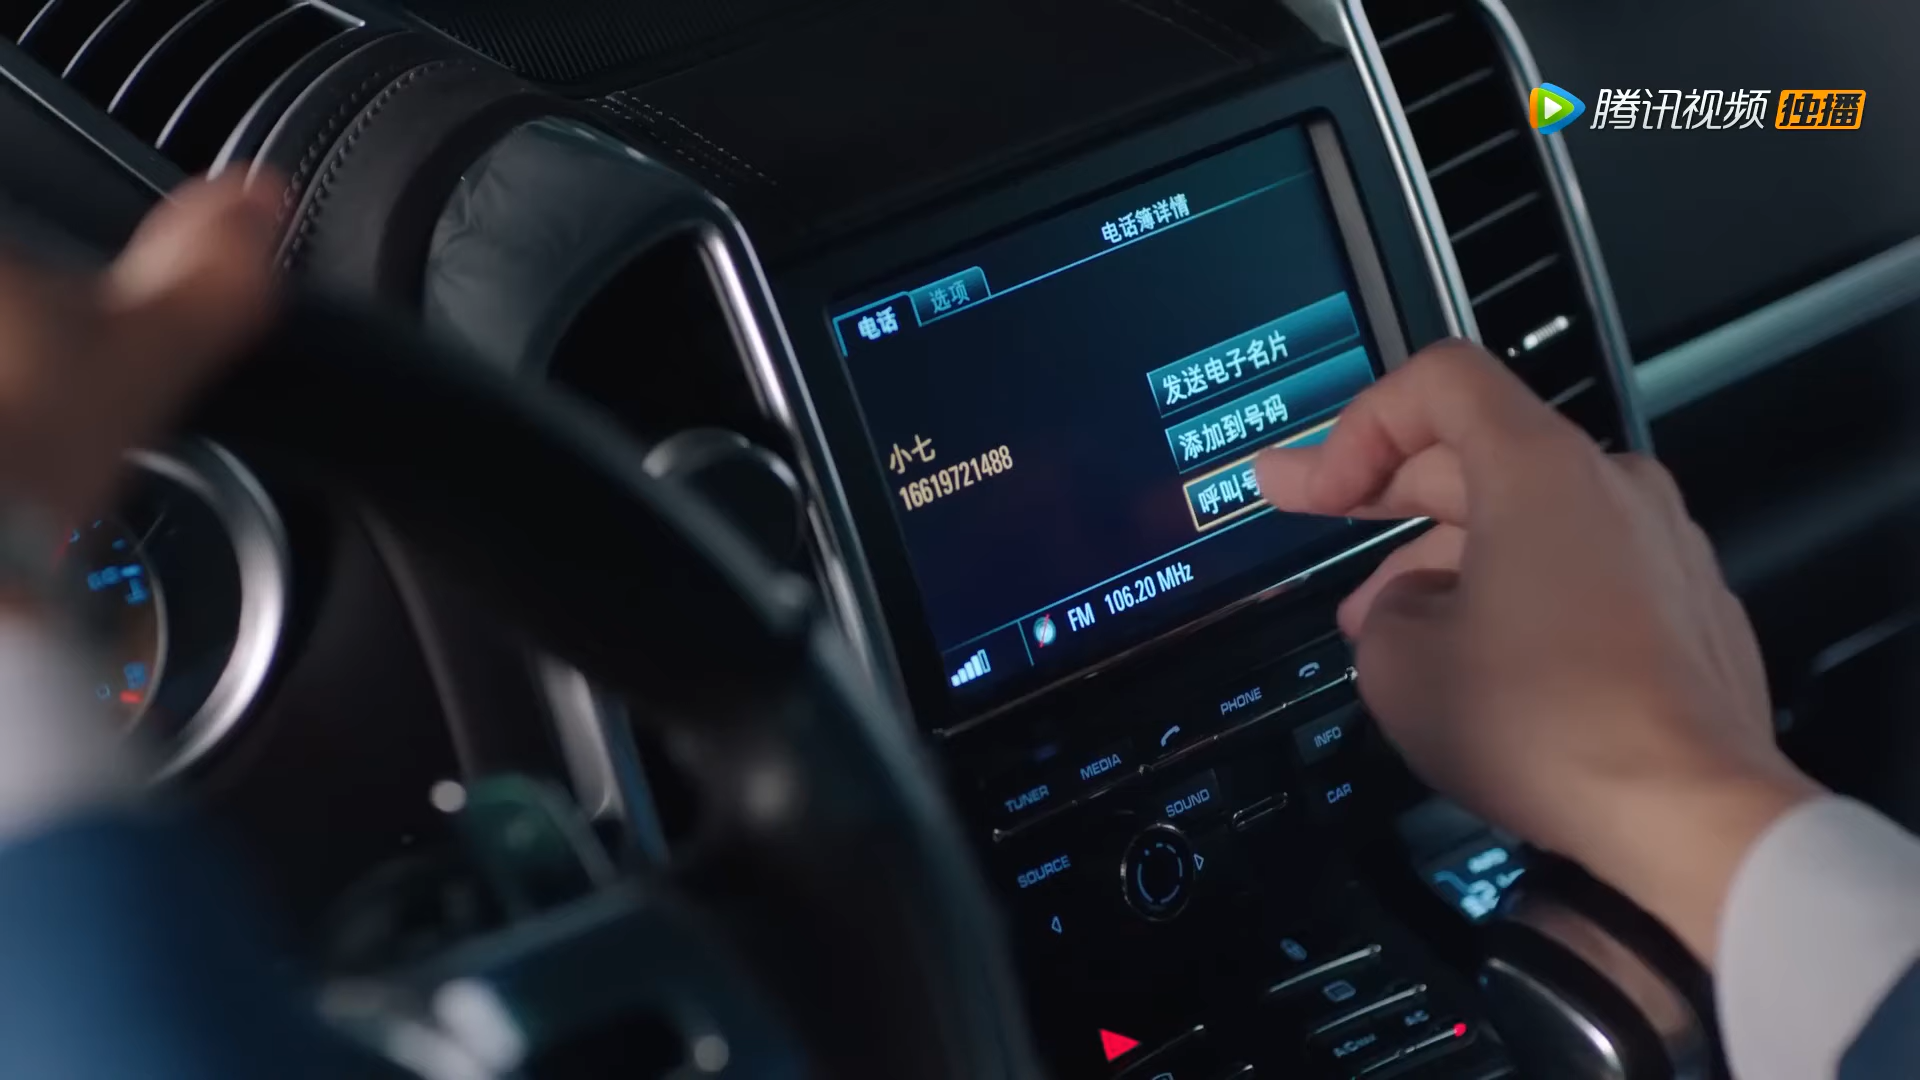 腾讯视频 独播
电话簿详情
电话 选项
发送电子名片
添加到号码
小七
16619721488
呼叫号
FM 106.20 MHz
PHONE
MEDIA
TUNER
INFO
SOUND
CAR
SOURCE
A/C
A/C MAX